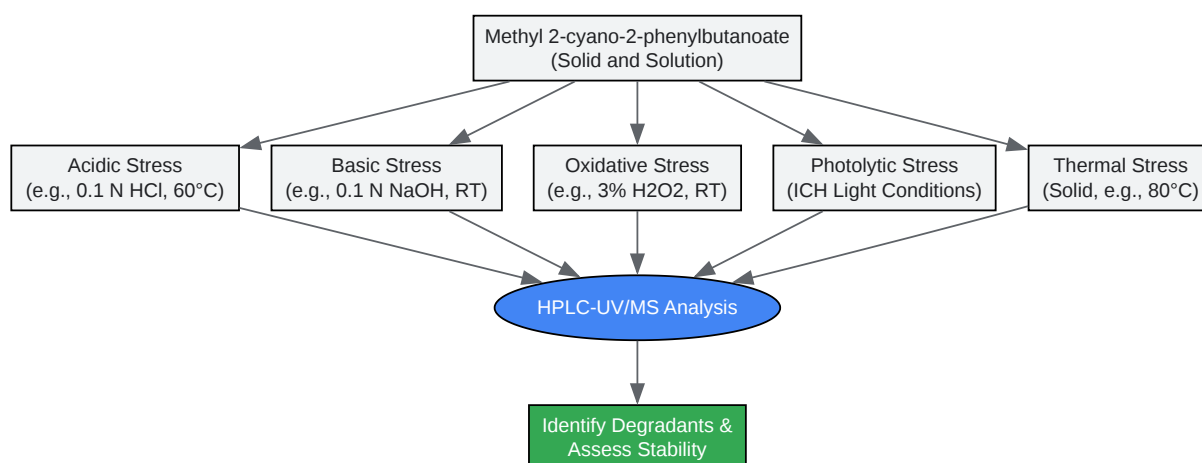 Methyl 2-cyano-2-phenylbutanoate
(Solid and Solution)
Acidic Stress
(e.g., 0.1 N HCl, 60°C)
Basic Stress
(e.g., 0.1 N NaOH, RT)
Oxidative Stress
(e.g., 3% H2O2, RT)
Photolytic Stress
(ICH Light Conditions)
Thermal Stress
(Solid, e.g., 80°C)
HPLC-UV/MS Analysis
Identify Degradants &
Assess Stability